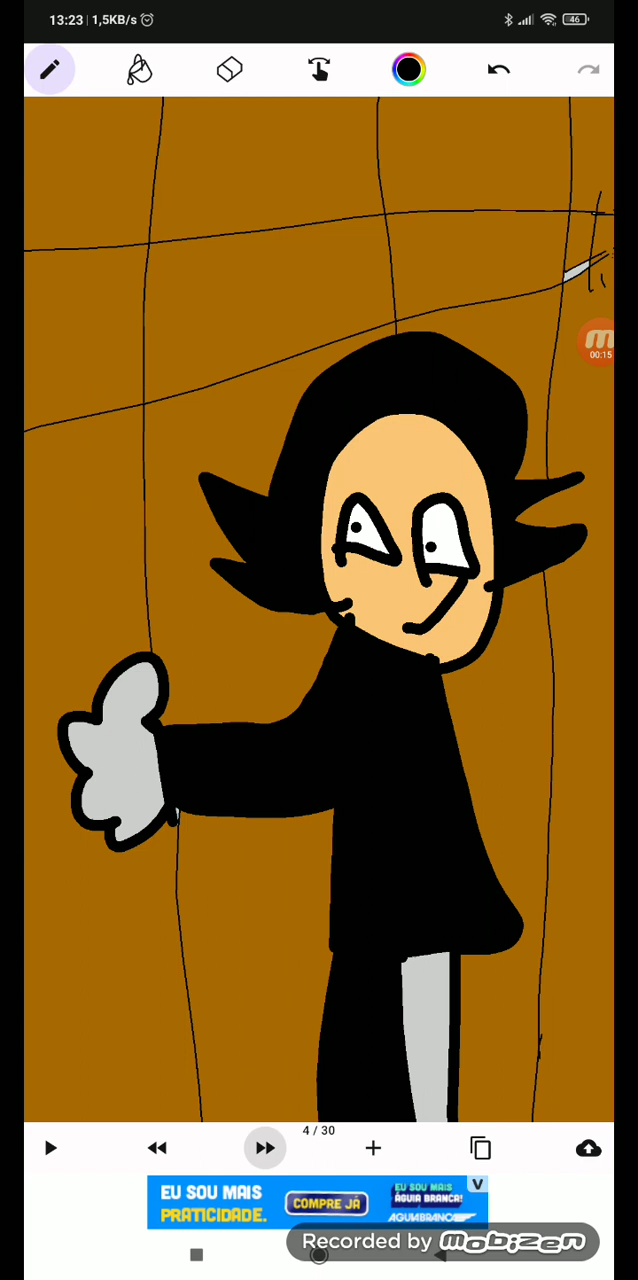 13:23 | 1,5KB/s
46
00:15
4 / 30
EU SOU MAIS
PRATICIDADE.
COMPRE JÁ
EU SOU MAIS
ÁGUIA BRANCA!
AGUIABRANCA
V
Recorded by mobizen